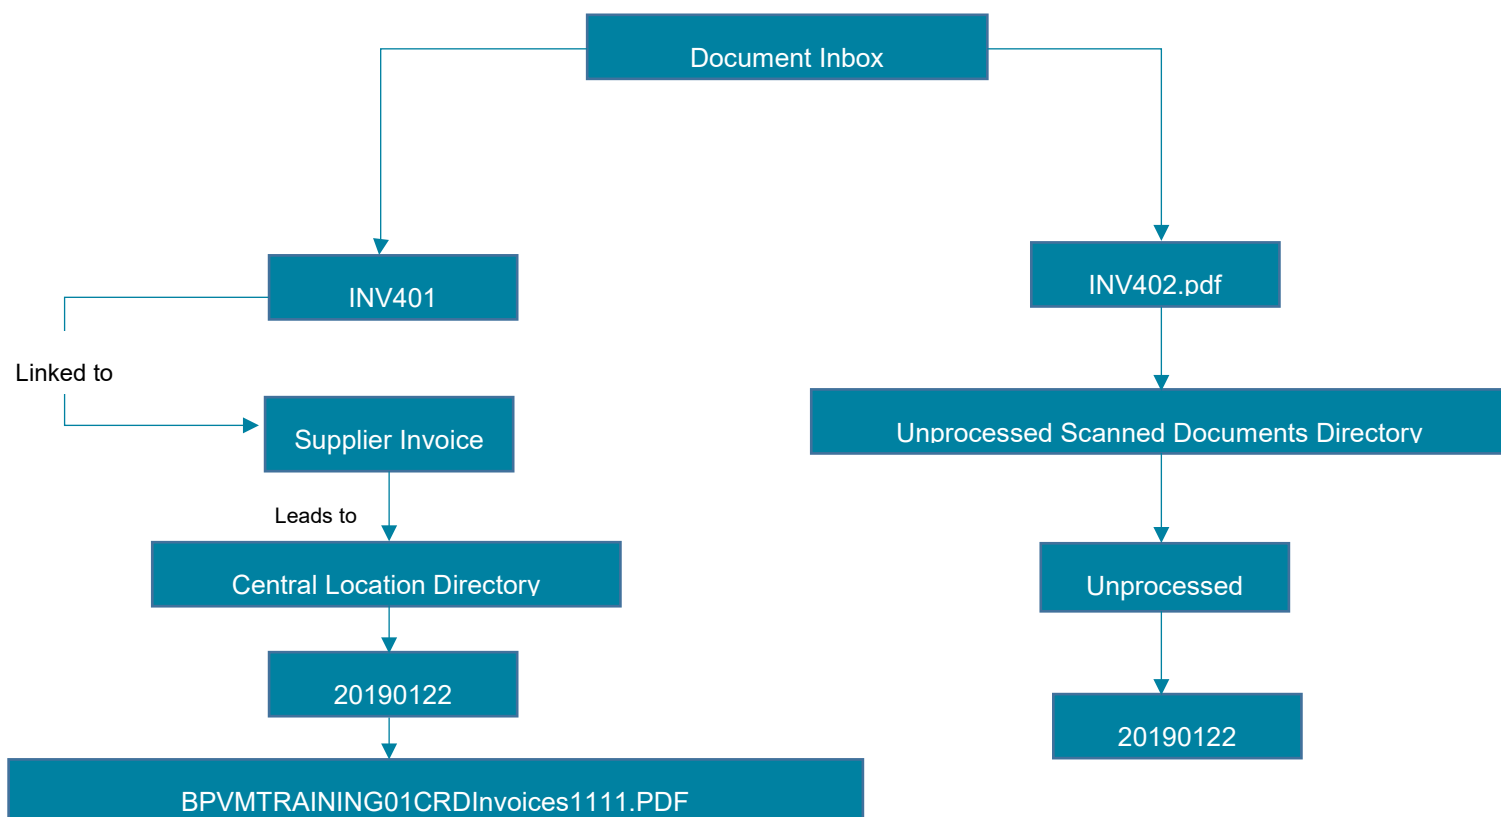 Document Inbox
INV401
INV402.pdf
Linked to
Supplier Invoice
Unprocessed Scanned Documents Directory
Leads to
Central Location Directory
Unprocessed
20190122
20190122
BPVMTRAINING01CRDInvoices1111.PDF